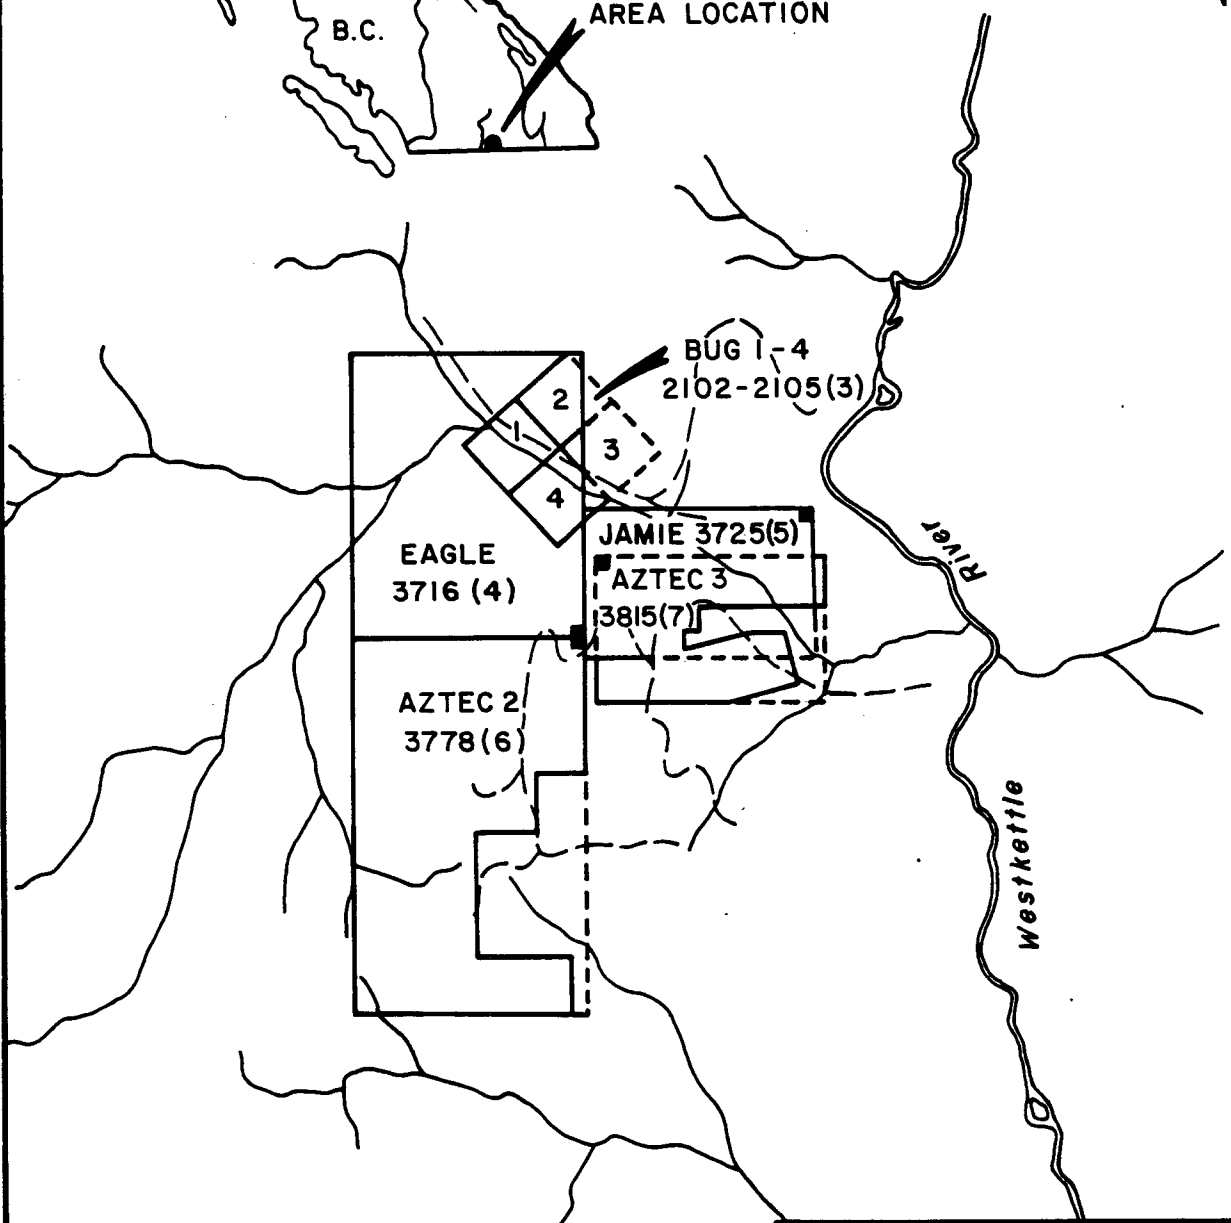 AREA LOCATION
B.C.
BUG 1-4
2102-2105(3)
2
1
3
4
JAMIE 3725(5)
EAGLE
3716 (4)
AZTEC 3
3815(7)
River
AZTEC 2
3778(6)
Westkettle